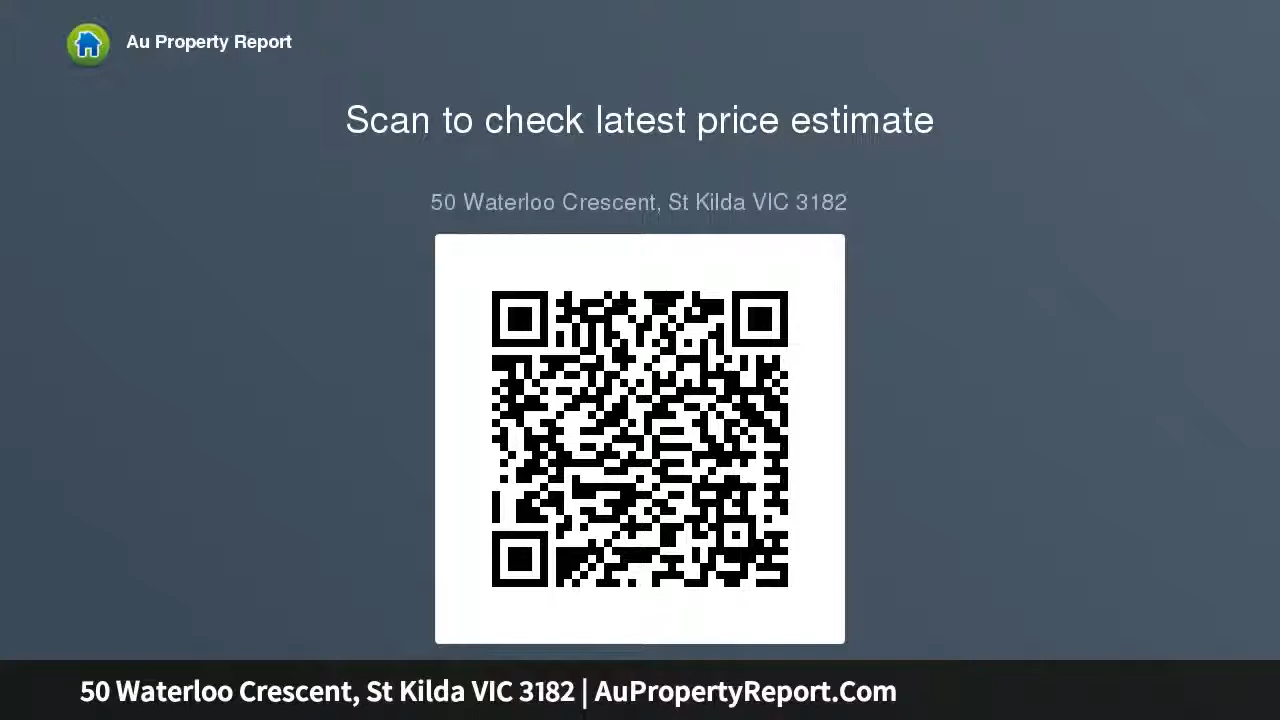 Au Property Report
Scan to check latest price estimate
50 Waterloo Crescent, St Kilda VIC 3182
50 Waterloo Crescent, St Kilda VIC 3182 | AuPropertyReport.Com